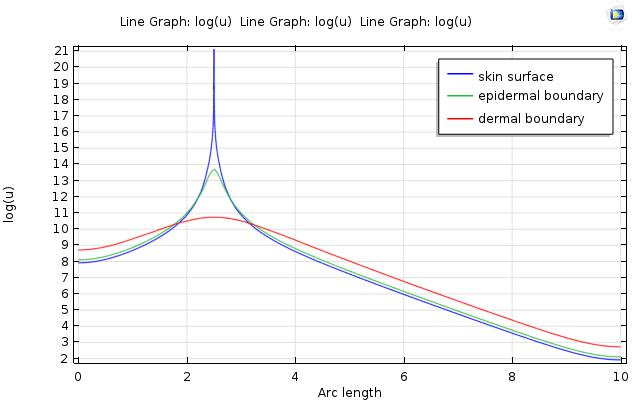 Line Graph: log(u) Line Graph: log(u) Line Graph: log(u)
21
20
19
18
17
16
15
14
13
12
11
10
9
8
7
6
5
4
3
2
log(u)
skin surface
epidermal boundary
dermal boundary
0 2 4 6 8 10
Arc length